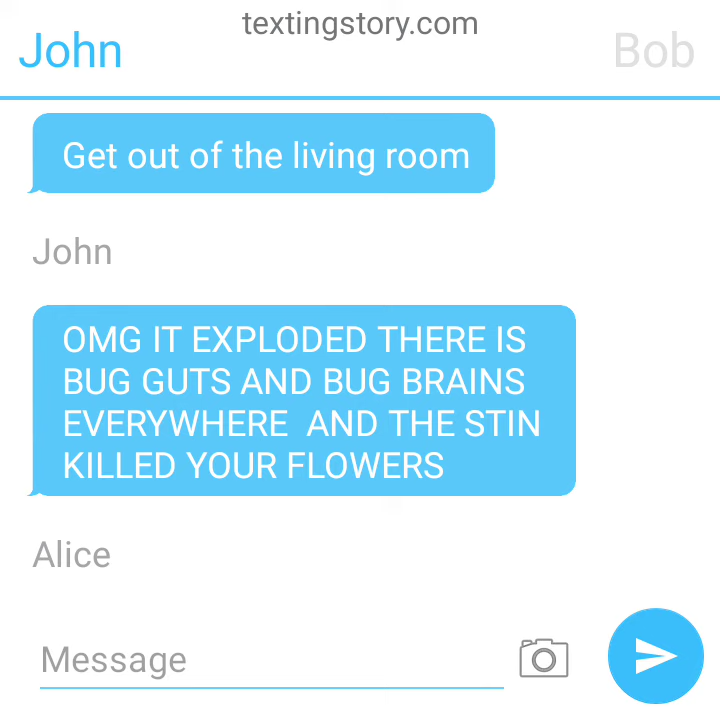 textingstory.com
John
Bob
Get out of the living room
John
OMG IT EXPLODED THERE IS
BUG GUTS AND BUG BRAINS
EVERYWHERE  AND THE STIN
KILLED YOUR FLOWERS
Alice
Message